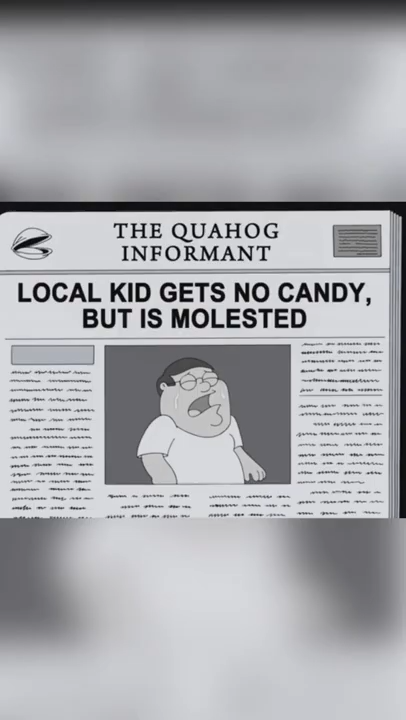 THE QUAHOG
INFORMANT
LOCAL KID GETS NO CANDY,
BUT IS MOLESTED